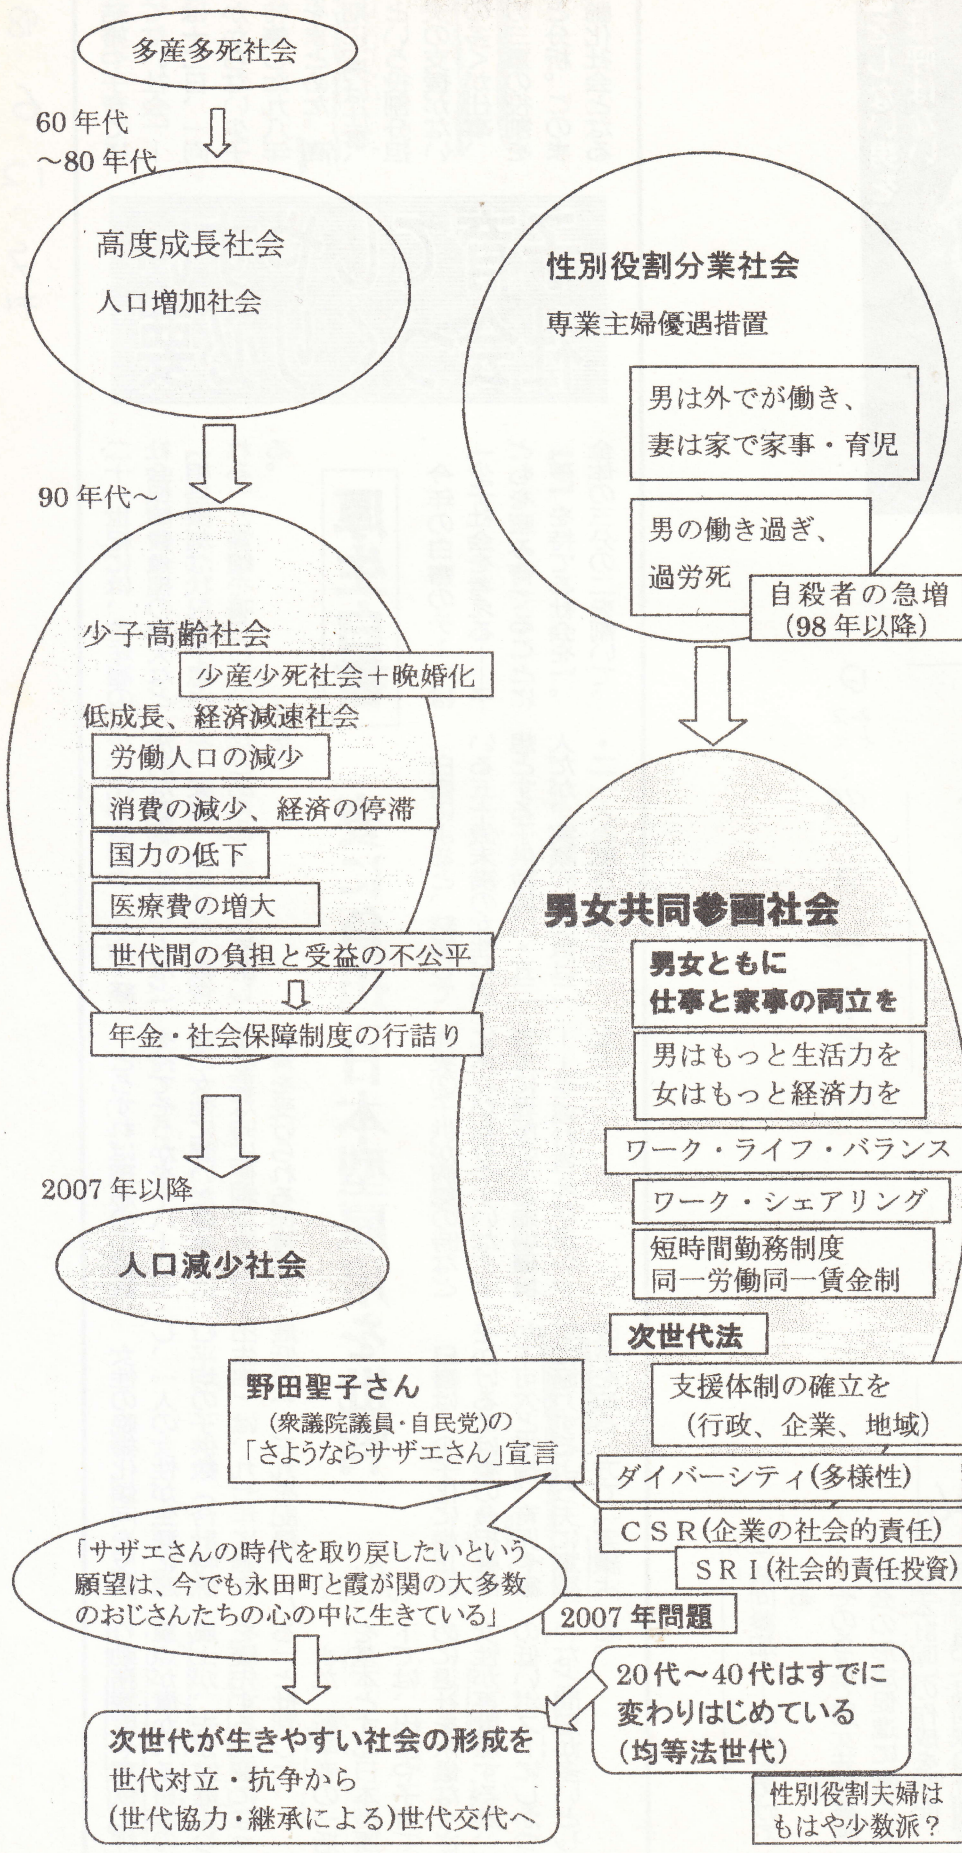 多産多死社会
60年代
〜80年代
高度成長社会
人口増加社会
90年代〜
少子高齢社会
少産少死社会+晩婚化
低成長、経済減速社会
労働人口の減少
消費の減少、経済の停滞
国力の低下
医療費の増大
世代間の負担と受益の不公平
年金・社会保障制度の行詰り
2007年以降
人口減少社会
性別役割分業社会
専業主婦優遇措置
男は外でが働き、
妻は家で家事・育児
男の働き過ぎ、
過労死
自殺者の急増
(98年以降)
男女共同参画社会
男女ともに
仕事と家事の両立を
男はもっと生活力を
女はもっと経済力を
ワーク・ライフ・バランス
ワーク・シェアリング
短時間勤務制度
同一労働同一賃金制
次世代法
支援体制の確立を
(行政、企業、地域)
ダイバーシティ(多様性)
CSR(企業の社会的責任)
SRI(社会的責任投資)
野田聖子さん
(衆議院議員・自民党)の
「さようならサザエさん」宣言
「サザエさんの時代を取り戻したいという
願望は、今でも永田町と霞が関の大多数
のおじさんたちの心の中に生きている」
2007年問題
20代〜40代はすでに
変わりはじめている
(均等法世代)
次世代が生きやすい社会の形成を
世代対立・抗争から
(世代協力・継承による)世代交代へ
性別役割夫婦は
もはや少数派?